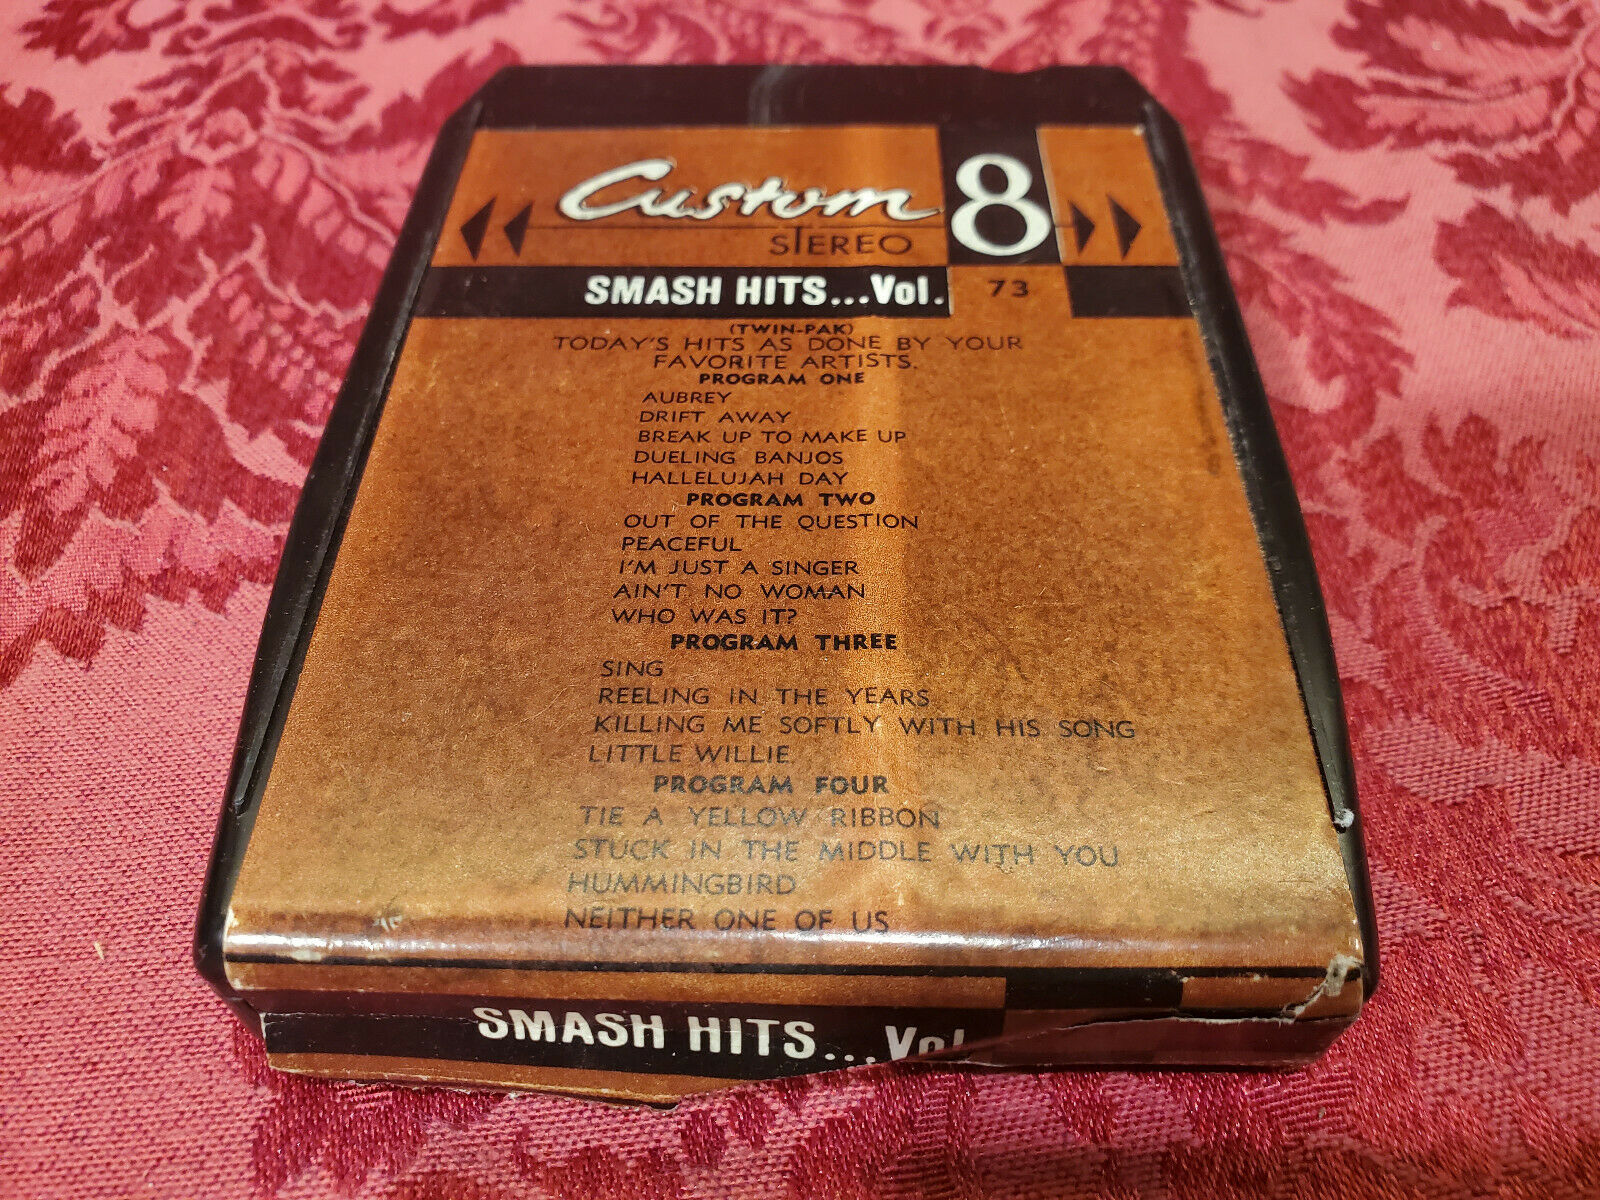 Custom
STEREO
8
SMASH HITS...Vol. 73
(TWIN-PAK)
TODAY'S HITS AS DONE BY YOUR
FAVORITE ARTISTS.
PROGRAM ONE
AUBREY
DRIFT AWAY
BREAK UP TO MAKE UP
DUELING BANJOS
HALLELUJAH DAY
PROGRAM TWO
OUT OF THE QUESTION
PEACEFUL
I'M JUST A SINGER
AIN'T NO WOMAN
WHO WAS IT?
PROGRAM THREE
SING
REELING IN THE YEARS
KILLING ME SOFTLY WITH HIS SONG
LITTLE WILLIE
PROGRAM FOUR
TIE A YELLOW RIBBON
STUCK IN THE MIDDLE WITH YOU
HUMMINGBIRD
NEITHER ONE OF US
SMASH HITS...Vol